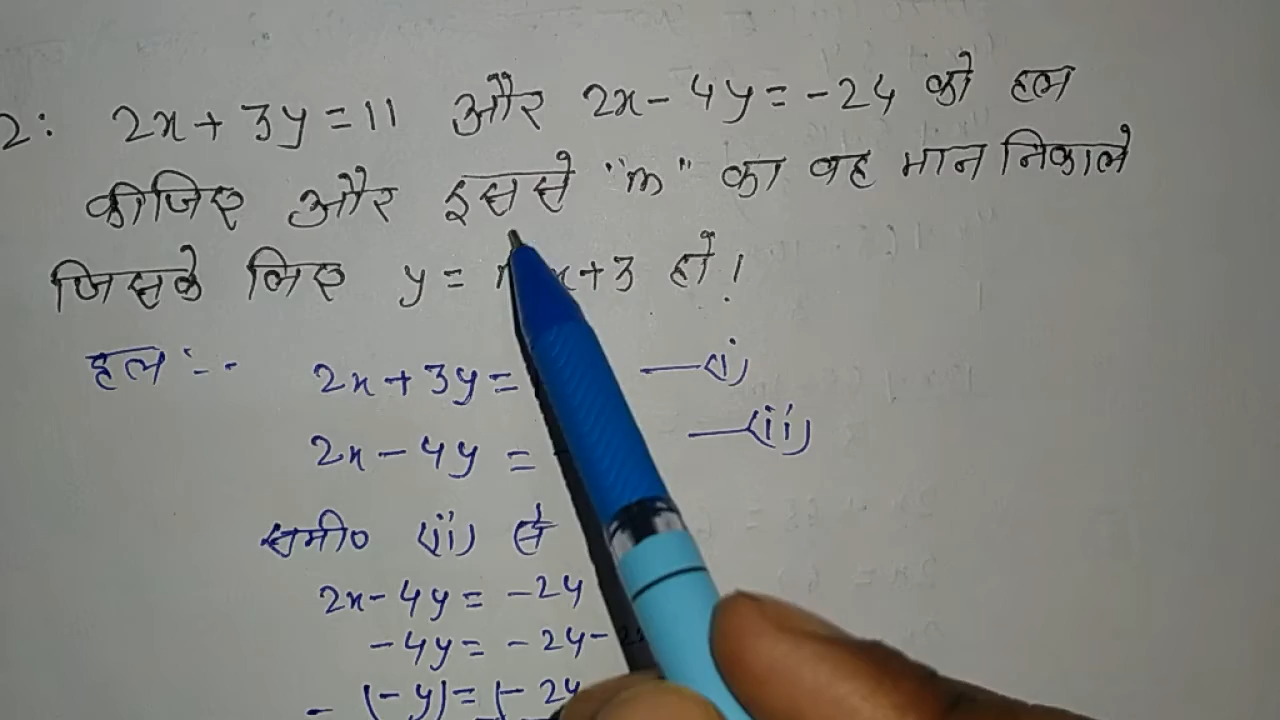 2: 2x + 3y = 11 और 2x - 4y = -24 को हल
कीजिए और इससे "m" का वह मान निकाले
जिसके लिए y = x + 3 हो।
हल :- 2x + 3y = —(i)
2x - 4y = —(ii)
समी० (ii) से
2x - 4y = -24
-4y = -24 -
- (-y) = (- 24